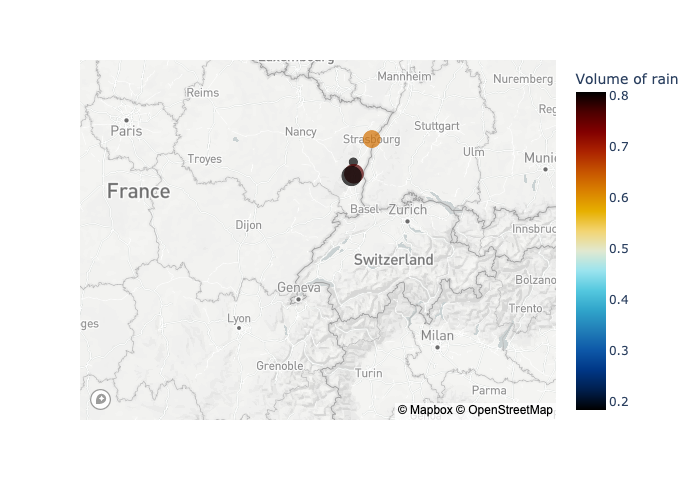 Luxembourg
Mannheim
Nuremberg
Reims
Paris
Nancy
Strasbourg
Stuttgart
Reg
Troyes
Ulm
Munic
France
Basel
Zurich
Dijon
Innsbruc
Switzerland
Bolzano
Geneva
Trento
Lyon
ges
Milan
Grenoble
Turin
Parma
© Mapbox © OpenStreetMap
Volume of rain
0.8
0.7
0.6
0.5
0.4
0.3
0.2